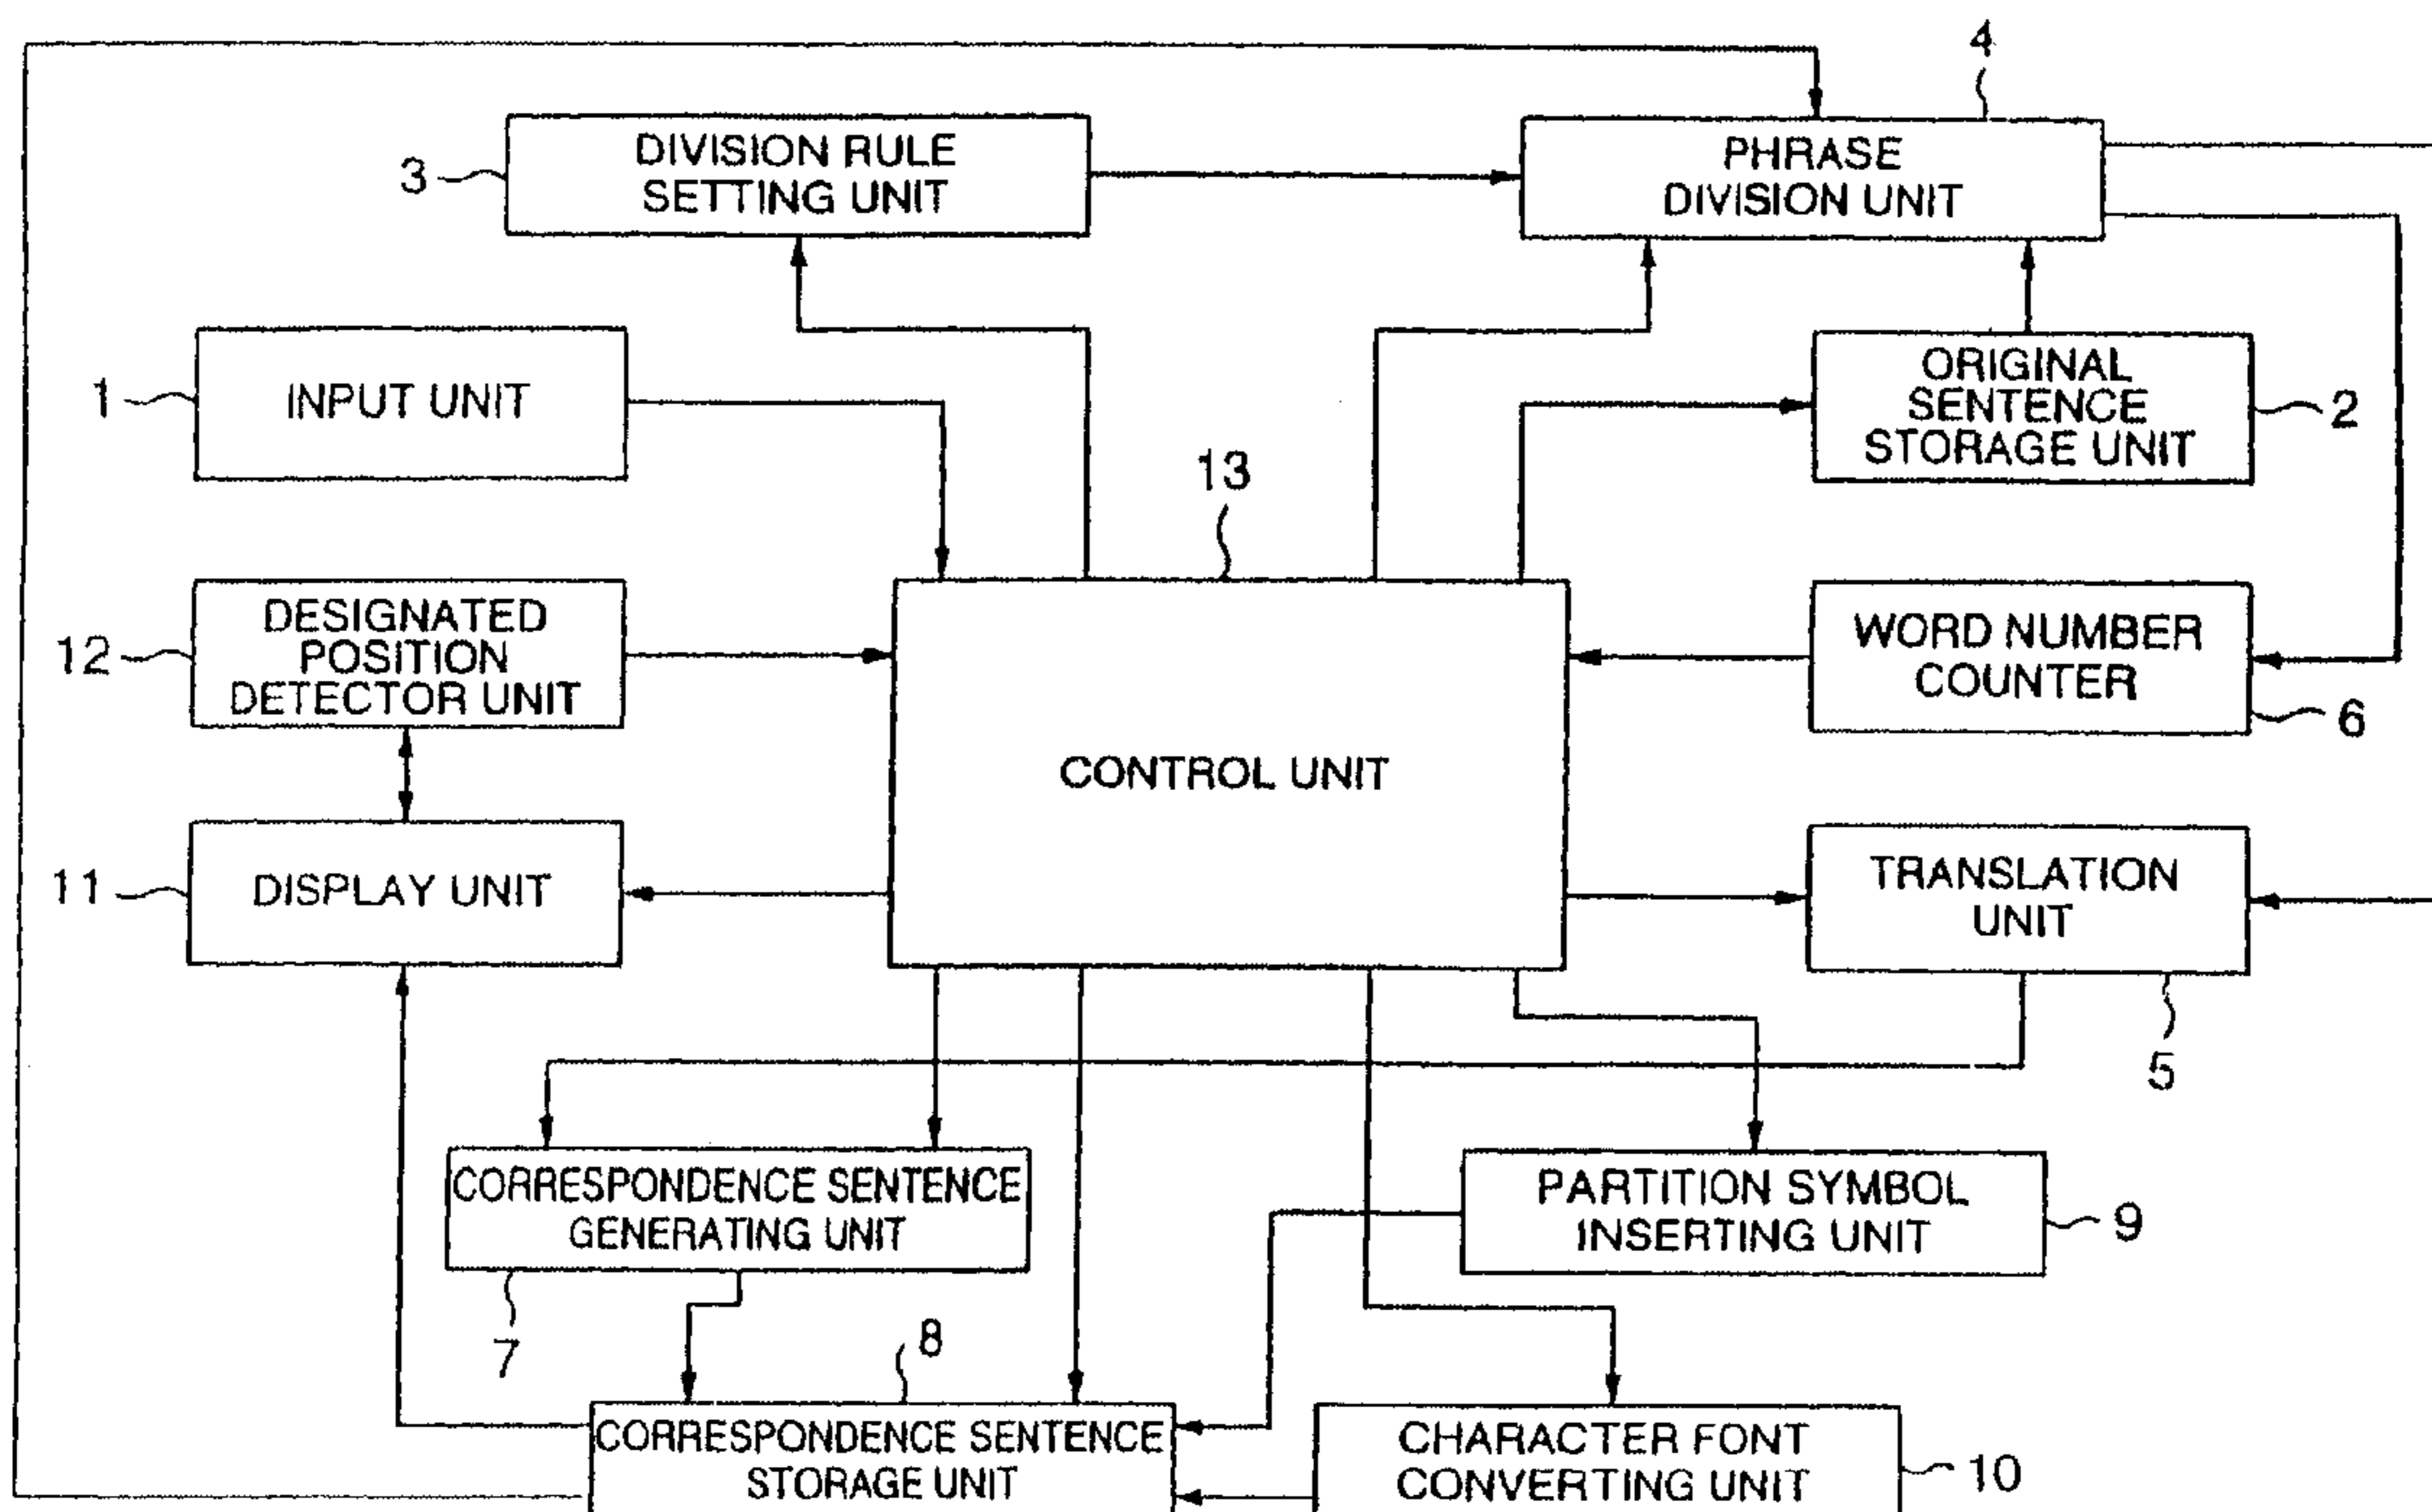 4
3
DIVISION RULE
SETTING UNIT
PHRASE
DIVISION UNIT
1
INPUT UNIT
ORIGINAL
SENTENCE
STORAGE UNIT
2
13
12
DESIGNATED
POSITION
DETECTOR UNIT
WORD NUMBER
COUNTER
6
CONTROL UNIT
11
DISPLAY UNIT
TRANSLATION
UNIT
5
CORRESPONDENCE SENTENCE
GENERATING UNIT
7
PARTITION SYMBOL
INSERTING UNIT
9
8
CORRESPONDENCE SENTENCE
STORAGE UNIT
CHARACTER FONT
CONVERTING UNIT
10